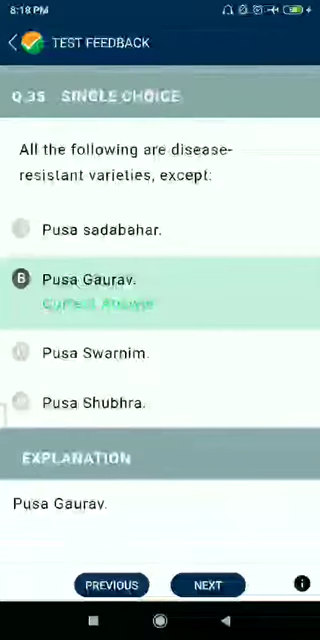 8:18 PM
TEST FEEDBACK
Q.35 SINGLE CHOICE
All the following are disease-
resistant varieties, except:
Pusa sadabahar.
B Pusa Gaurav.
Correct Answer
Pusa Swarnim.
Pusa Shubhra.
EXPLANATION
Pusa Gaurav.
PREVIOUS NEXT